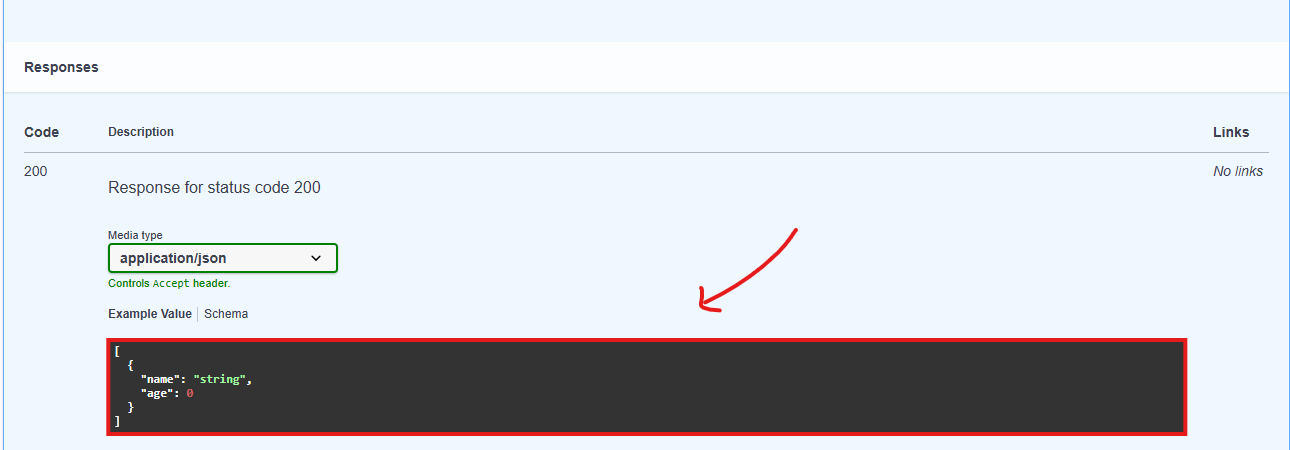 Responses
Code Description Links
200 Response for status code 200 No links
Media type
application/json
Controls Accept header.
Example Value Schema
[
  {
    "name": "string",
    "age": 0
  }
]